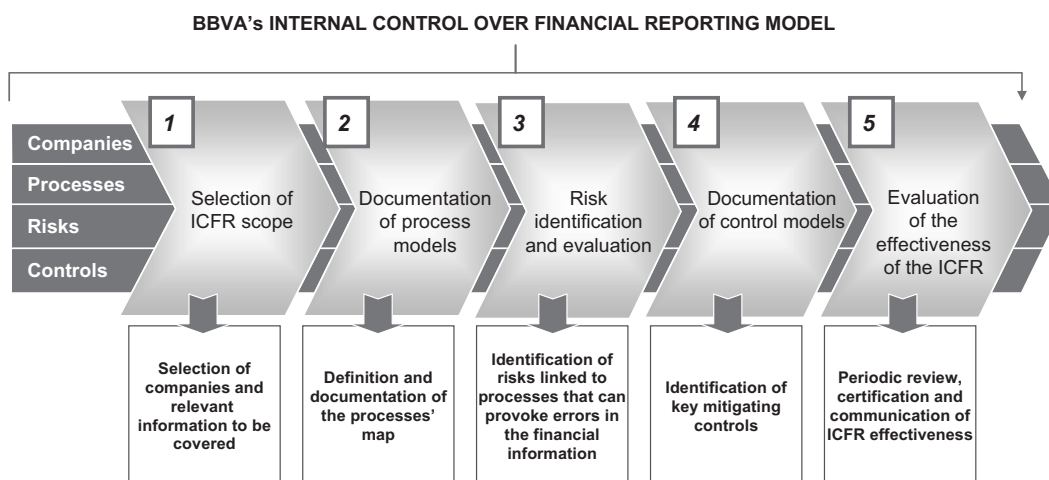 BBVA's INTERNAL CONTROL OVER FINANCIAL REPORTING MODEL
Companies
Processes
Risks
Controls
1
Selection of
ICFR scope
2
Documentation
of process
models
3
Risk
identification
and evaluation
4
Documentation
of control models
5
Evaluation
of the
effectiveness
of the ICFR
Selection of
companies and
relevant
information to be
covered
Definition and
documentation of
the processes'
map
Identification of
risks linked to
processes that can
provoke errors in
the financial
information
Identification of
key mitigating
controls
Periodic review,
certification and
communication of
ICFR effectiveness